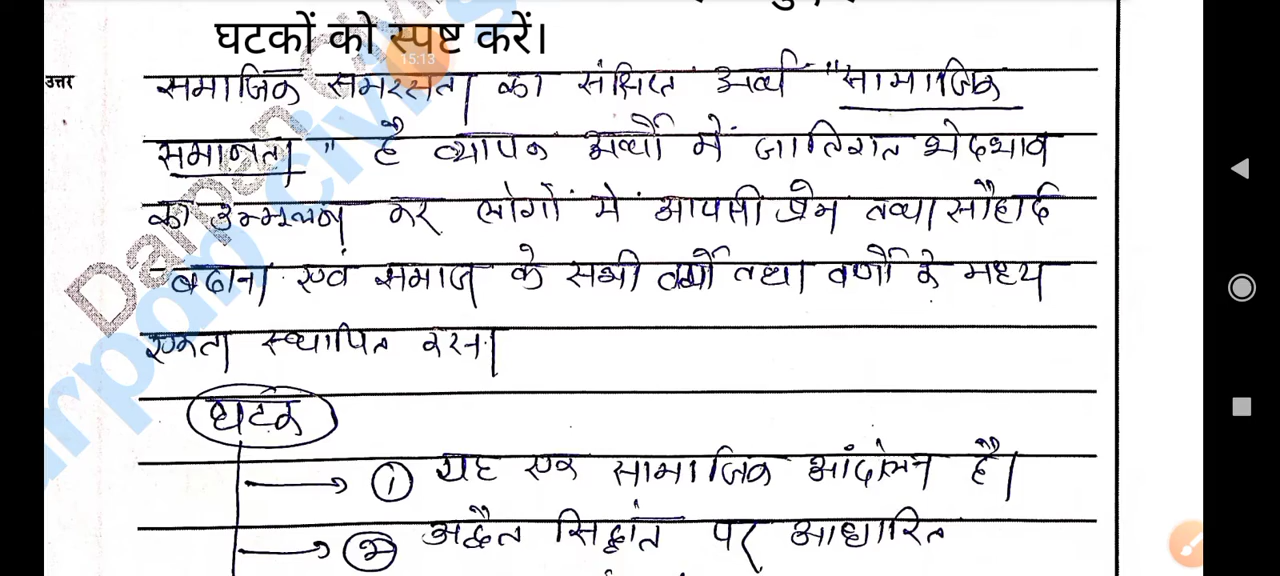 घटकों को स्पष्ट करें।
15:13
उत्तर
समाजिक समरसता का संक्षिप्त अर्थ "सामाजिक
समानता" है व्यापक अर्थो में जातिगत भेदभाव
का उन्मूलन कर लोगों में आपसी प्रेम तथा सौहार्द
बढाना एवं समाज के सभी वर्गो तथा वर्णो के मध्य
एकता स्थापित करना
घटक
1 यह एक सामाजिक आंदोलन है।
2 अद्वैत सिद्धांत पर आधारित